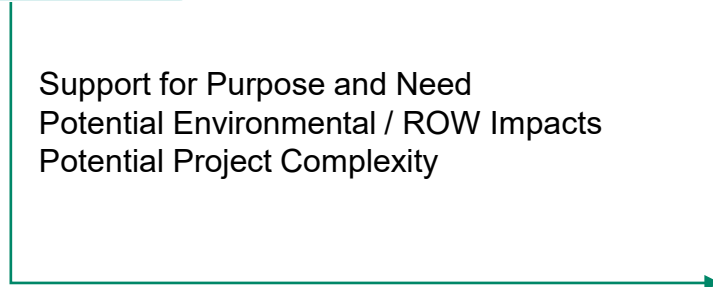 Support for Purpose and Need
Potential Environmental / ROW Impacts
Potential Project Complexity